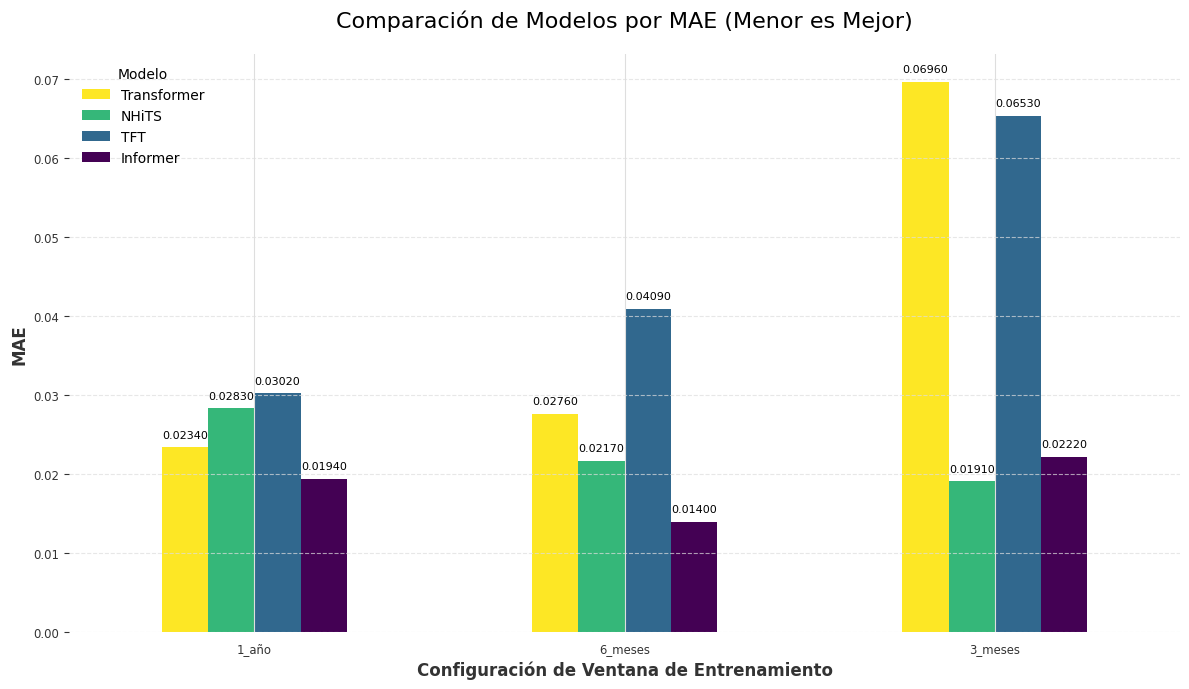 Comparación de Modelos por MAE (Menor es Mejor)
Modelo
Transformer
NHiTS
TFT
Informer
MAE
0.07
0.06
0.05
0.04
0.03
0.02
0.01
0.00
0.02340
0.02830
0.03020
0.01940
0.02760
0.02170
0.04090
0.01400
0.06960
0.01910
0.06530
0.02220
1_año
6_meses
3_meses
Configuración de Ventana de Entrenamiento